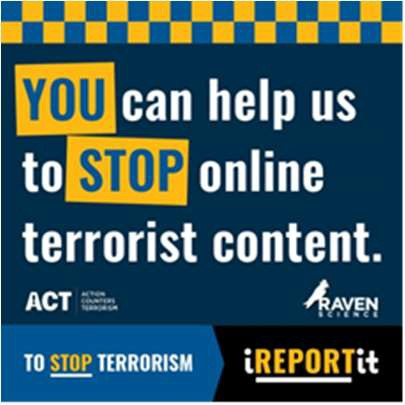 YOU can help us
to STOP online
terrorist content.
ACT
ACTION
COUNTERS
TERRORISM
RAVEN
SCIENCE
TO STOP TERRORISM
iREPORTit